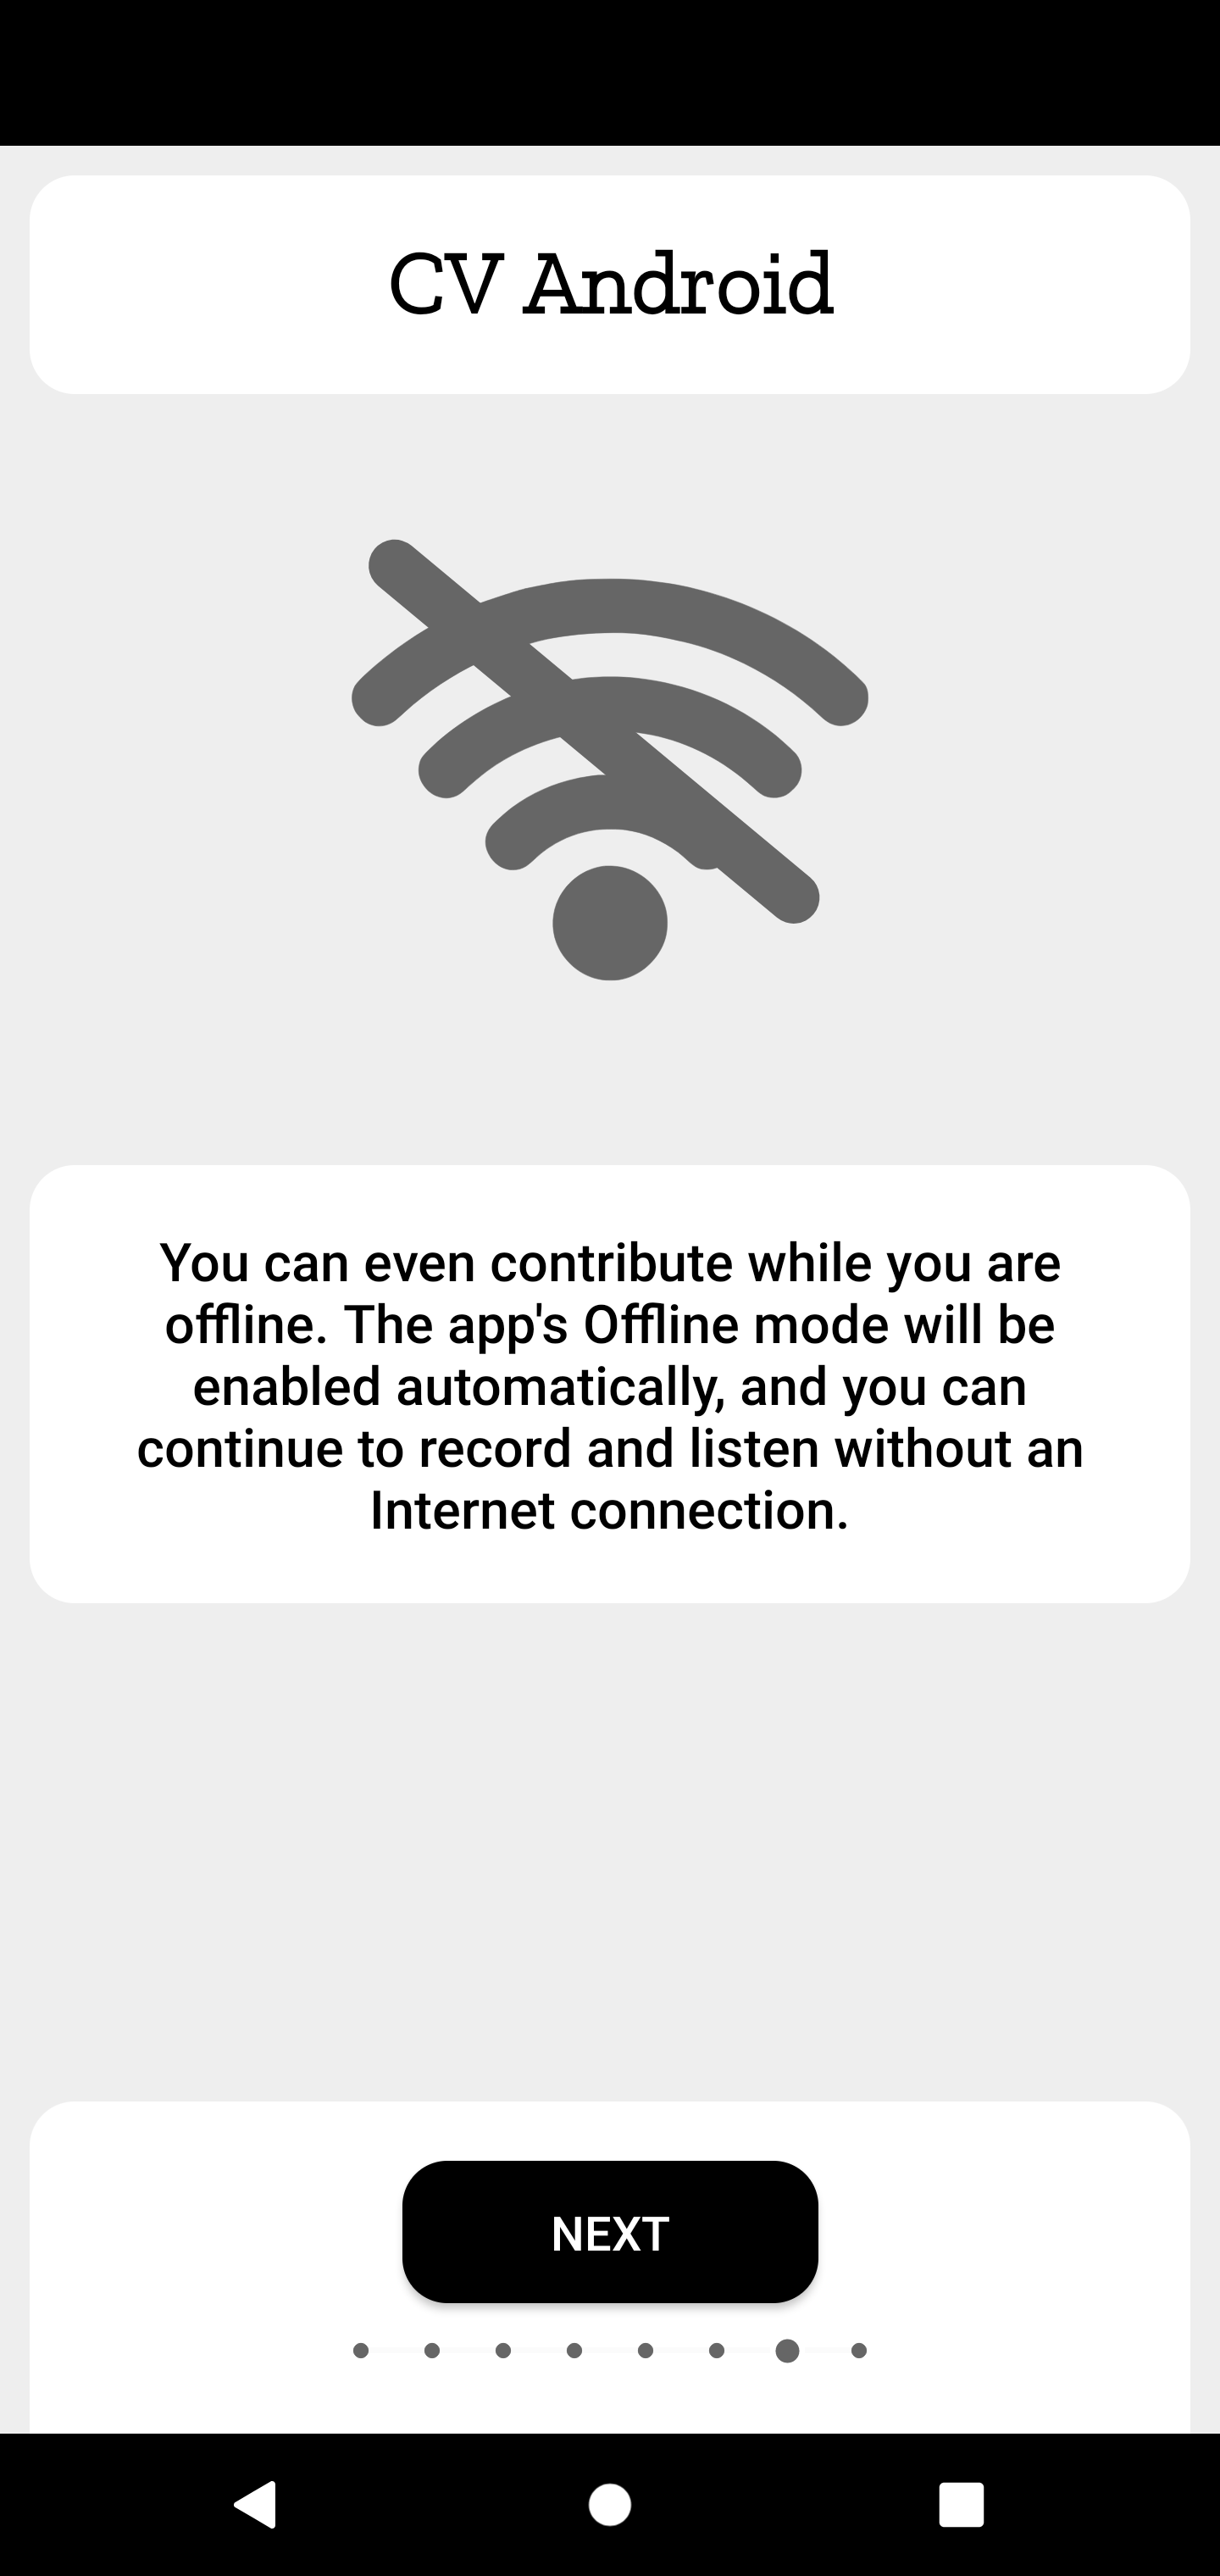 CV Android
You can even contribute while you are
offline. The app's Offline mode will be
enabled automatically, and you can
continue to record and listen without an
Internet connection.
NEXT